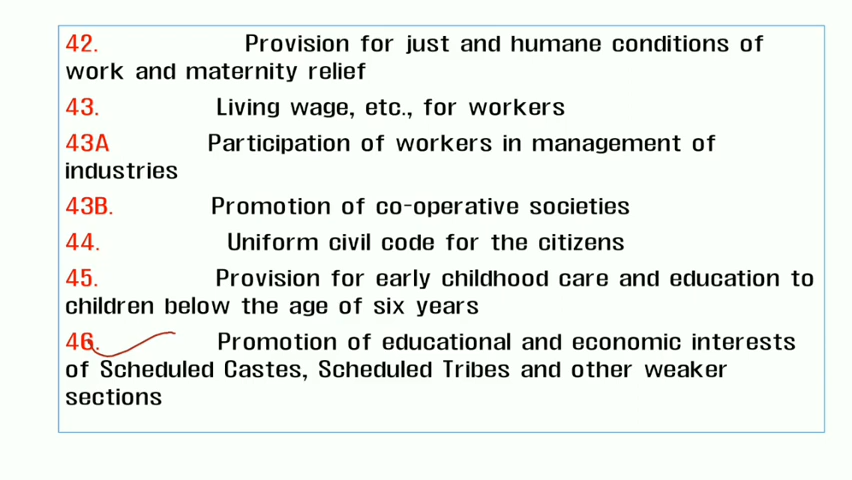 42. Provision for just and humane conditions of
work and maternity relief
43. Living wage, etc., for workers
43A Participation of workers in management of
industries
43B. Promotion of co-operative societies
44. Uniform civil code for the citizens
45. Provision for early childhood care and education to
children below the age of six years
46. Promotion of educational and economic interests
of Scheduled Castes, Scheduled Tribes and other weaker
sections